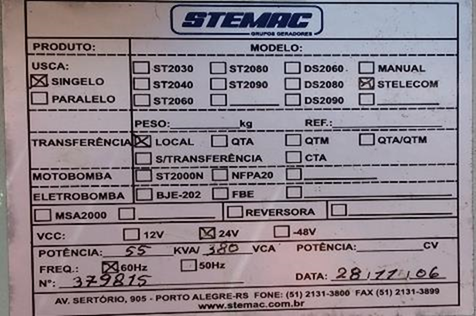 STEMAC
GRUPOS GERADORES
PRODUTO: MODELO:
USCA: ST2030 ST2080 DS2060 MANUAL
SINGELO ST2040 ST2090 DS2080 STELECOM
PARALELO ST2060 DS2090
PESO: kg REF.:
TRANSFERÊNCIA LOCAL QTA QTM QTA/QTM
S/TRANSFERÊNCIA CTA
MOTOBOMBA ST2000N NFPA20
ELETROBOMBA BJE-202 FBE
MSA2000 REVERSORA
VCC: 12V 24V -48V
POTÊNCIA: 55 KVA/ 380 VCA POTÊNCIA: CV
FREQ.: 60Hz 50Hz
Nº: 379815 DATA: 28/11/06
AV. SERTÓRIO, 905 - PORTO ALEGRE-RS FONE: (51) 2131-3800 FAX (51) 2131-3899
www.stemac.com.br